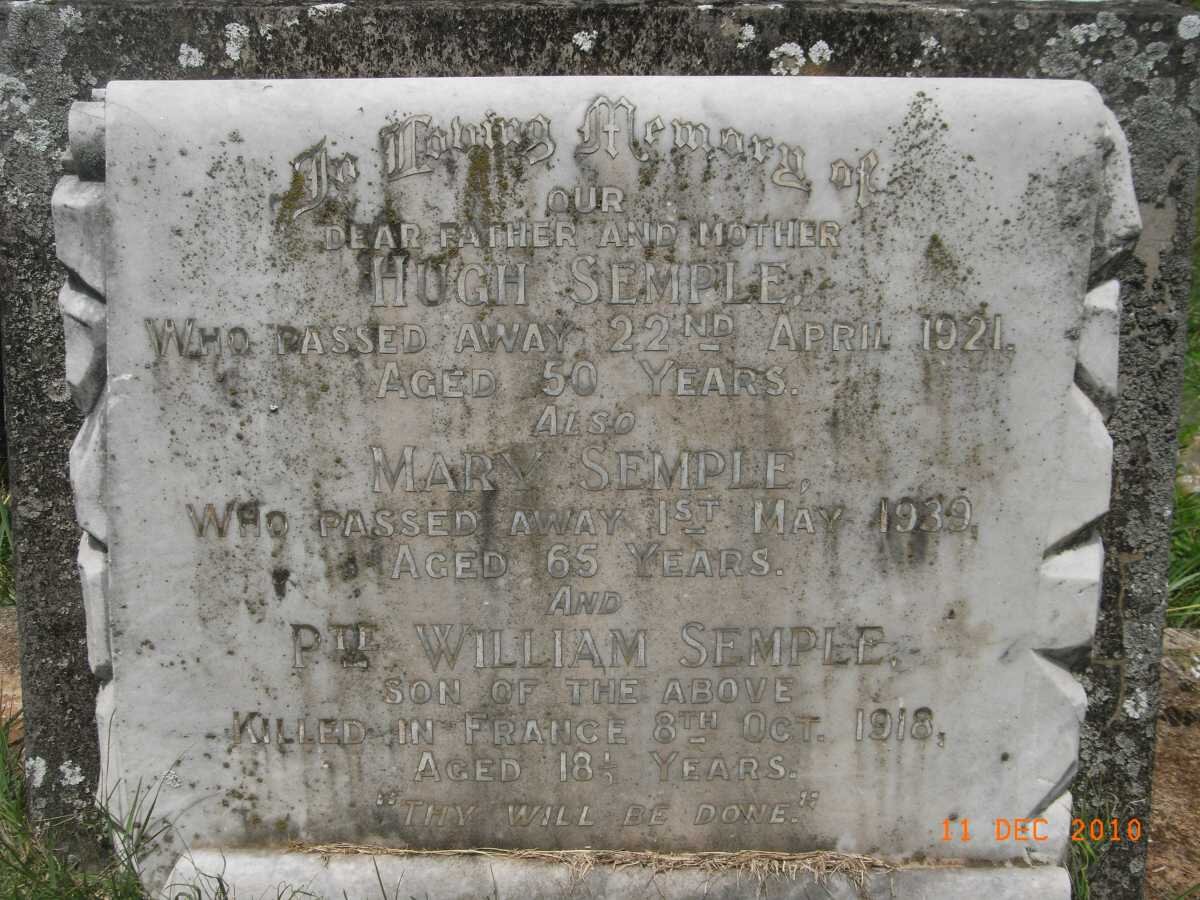 In Loving Memory of
OUR
DEAR FATHER AND MOTHER
HUGH SEMPLE,
WHO PASSED AWAY 22ND APRIL 1921.
AGED 50 YEARS.
ALSO
MARY SEMPLE,
WHO PASSED AWAY 1ST MAY 1939.
AGED 65 YEARS.
AND
PTE WILLIAM SEMPLE,
SON OF THE ABOVE
KILLED IN FRANCE 8TH OCT. 1918,
AGED 18½ YEARS.
"THY WILL BE DONE."
11 DEC 2010